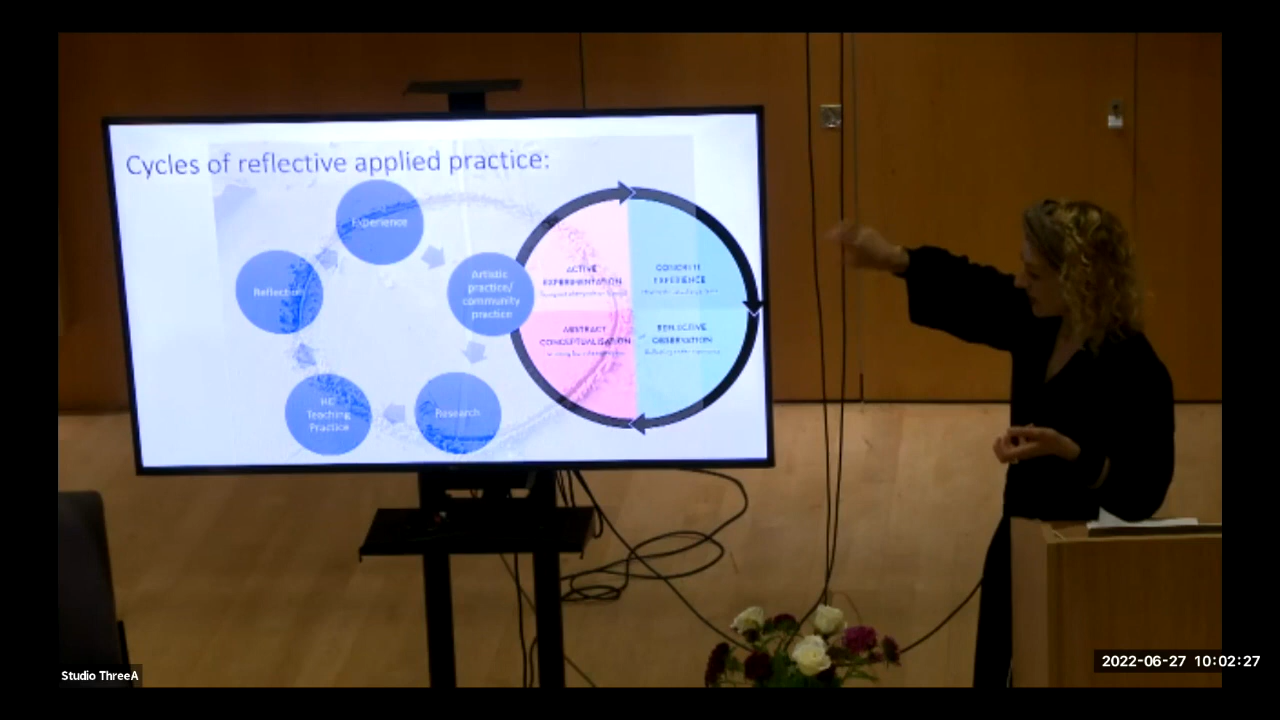 Cycles of reflective applied practice:
Experience
Reflection
Artistic
practice/
community
practice
HE
Teaching
Practice
Research
ACTIVE
EXPERIMENTATION
CONCRETE
EXPERIENCE
ABSTRACT
CONCEPTUALISATION
REFLECTIVE
OBSERVATION
Studio ThreeA
2022-06-27 10:02:27